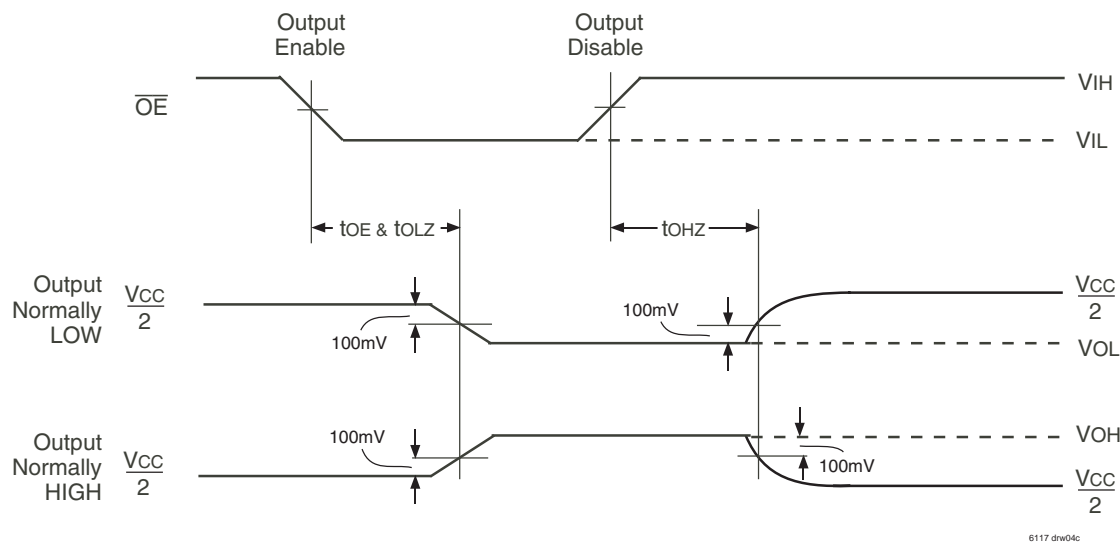 Output
Enable
Output
Disable
OE
VIH
VIL
tOE & tOLZ
tOHZ
Output
Normally
LOW
VCC
2
100mV
100mV
VCC
2
VOL
Output
Normally
HIGH
VCC
2
100mV
VOH
100mV
VCC
2
6117 drw04c